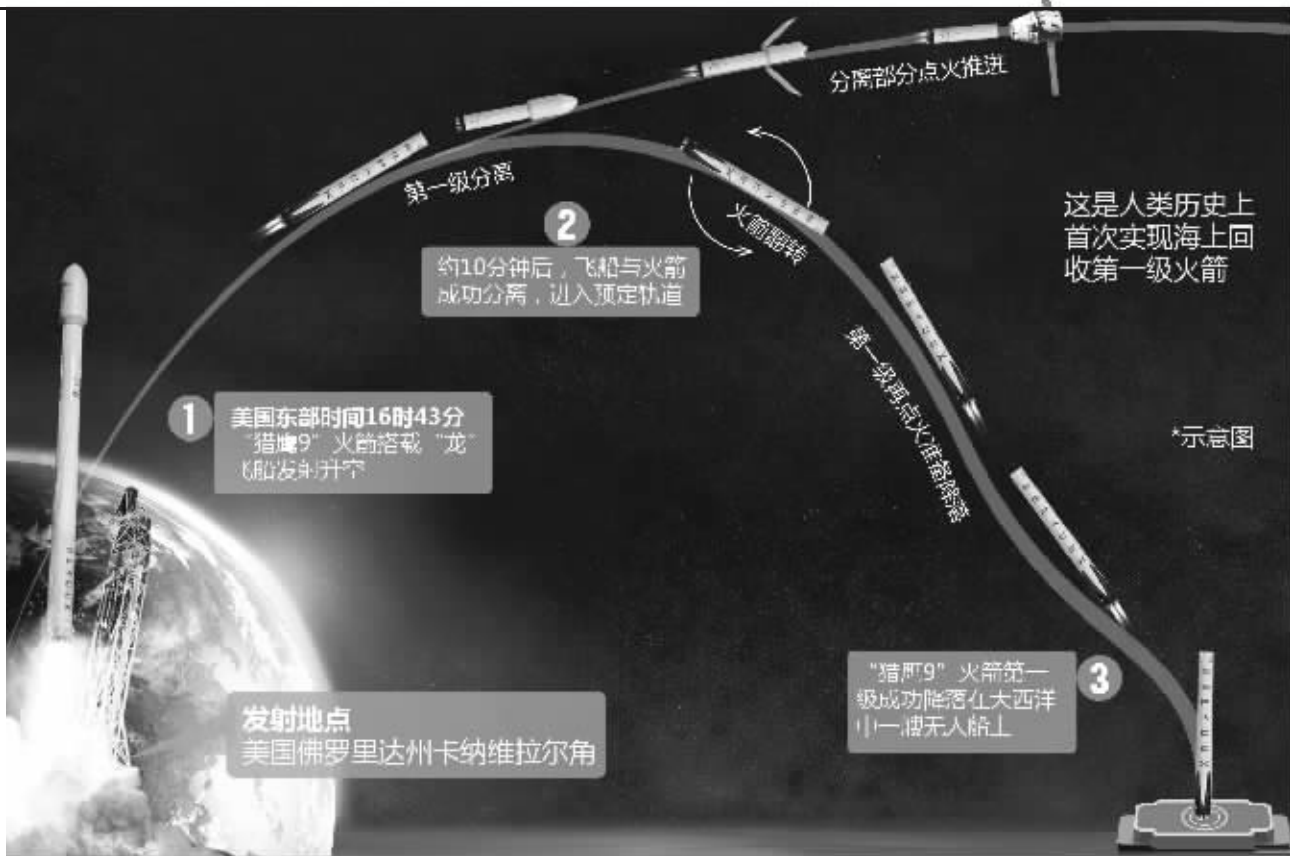 分离部分点火推进
第一级分离
火箭翻转
2
约10分钟后，飞船与火箭
成功分离，进入预定轨道
这是人类历史上
首次实现海上回
收第一级火箭
第一级再点火准备降落
1
美国东部时间16时43分
“猎鹰9”火箭搭载“龙”
飞船发射升空
*示意图
3
“猎鹰9”火箭第一
级成功降落在大西洋
中一艘无人船上
发射地点
美国佛罗里达州卡纳维拉尔角